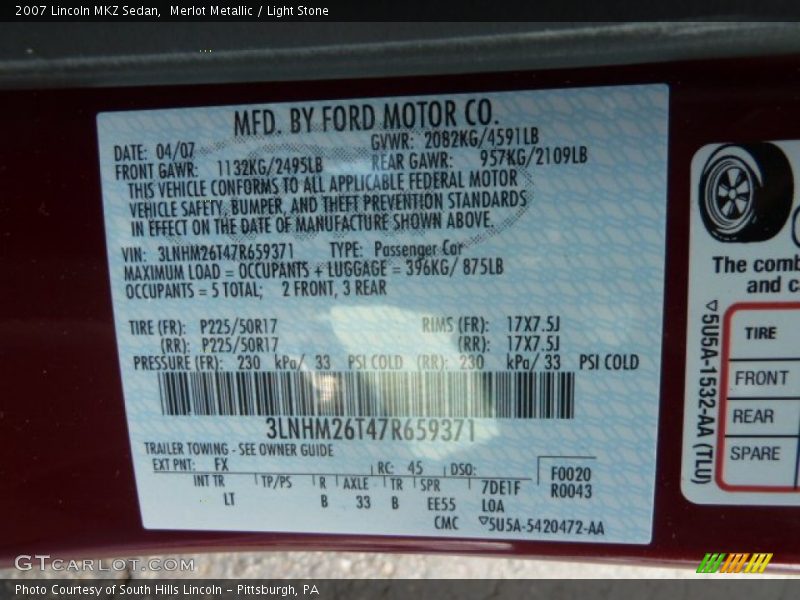 2007 Lincoln MKZ Sedan,  Merlot Metallic / Light Stone
MFD. BY FORD MOTOR CO.
DATE: 04/07 GVWR: 2082KG/4591LB
FRONT GAWR: 1132KG/2495LB REAR GAWR: 957KG/2109LB
THIS VEHICLE CONFORMS TO ALL APPLICABLE FEDERAL MOTOR
VEHICLE SAFETY, BUMPER, AND THEFT PREVENTION STANDARDS
IN EFFECT ON THE DATE OF MANUFACTURE SHOWN ABOVE.
VIN: 3LNHM26T47R659371 TYPE: Passenger Car
MAXIMUM LOAD = OCCUPANTS + LUGGAGE = 396KG/ 875LB
OCCUPANTS = 5 TOTAL; 2 FRONT, 3 REAR
TIRE (FR): P225/50R17 RIMS (FR): 17X7.5J
(RR): P225/50R17 (RR): 17X7.5J
PRESSURE (FR): 230 kPa/ 33 PSI COLD (RR): 230 kPa/ 33 PSI COLD
3LNHM26T47R659371
TRAILER TOWING - SEE OWNER GUIDE
EXT PNT: FX RC: 45 DSO: F0020
INT TR TP/PS R AXLE TR SPR 7DE1F R0043
LT B 33 B EE55 LOA
CMC 5U5A-5420472-AA
The comb
and c
5U5A-1532-AA (TLU)
TIRE
FRONT
REAR
SPARE
GTCARLOT.COM
Photo Courtesy of South Hills Lincoln - Pittsburgh, PA